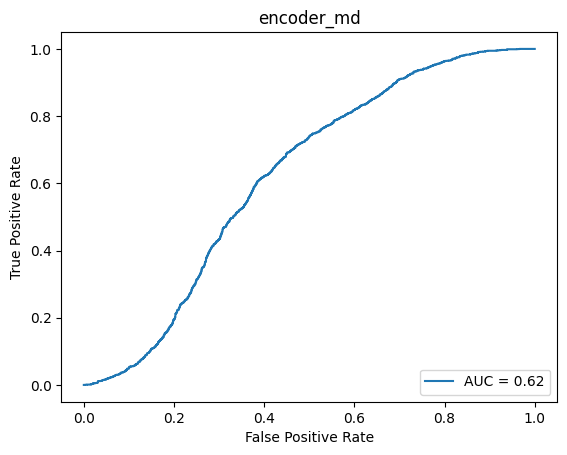 encoder_md
1.0
0.8
0.6
0.4
0.2
0.0
True Positive Rate
AUC = 0.62
0.0 0.2 0.4 0.6 0.8 1.0
False Positive Rate